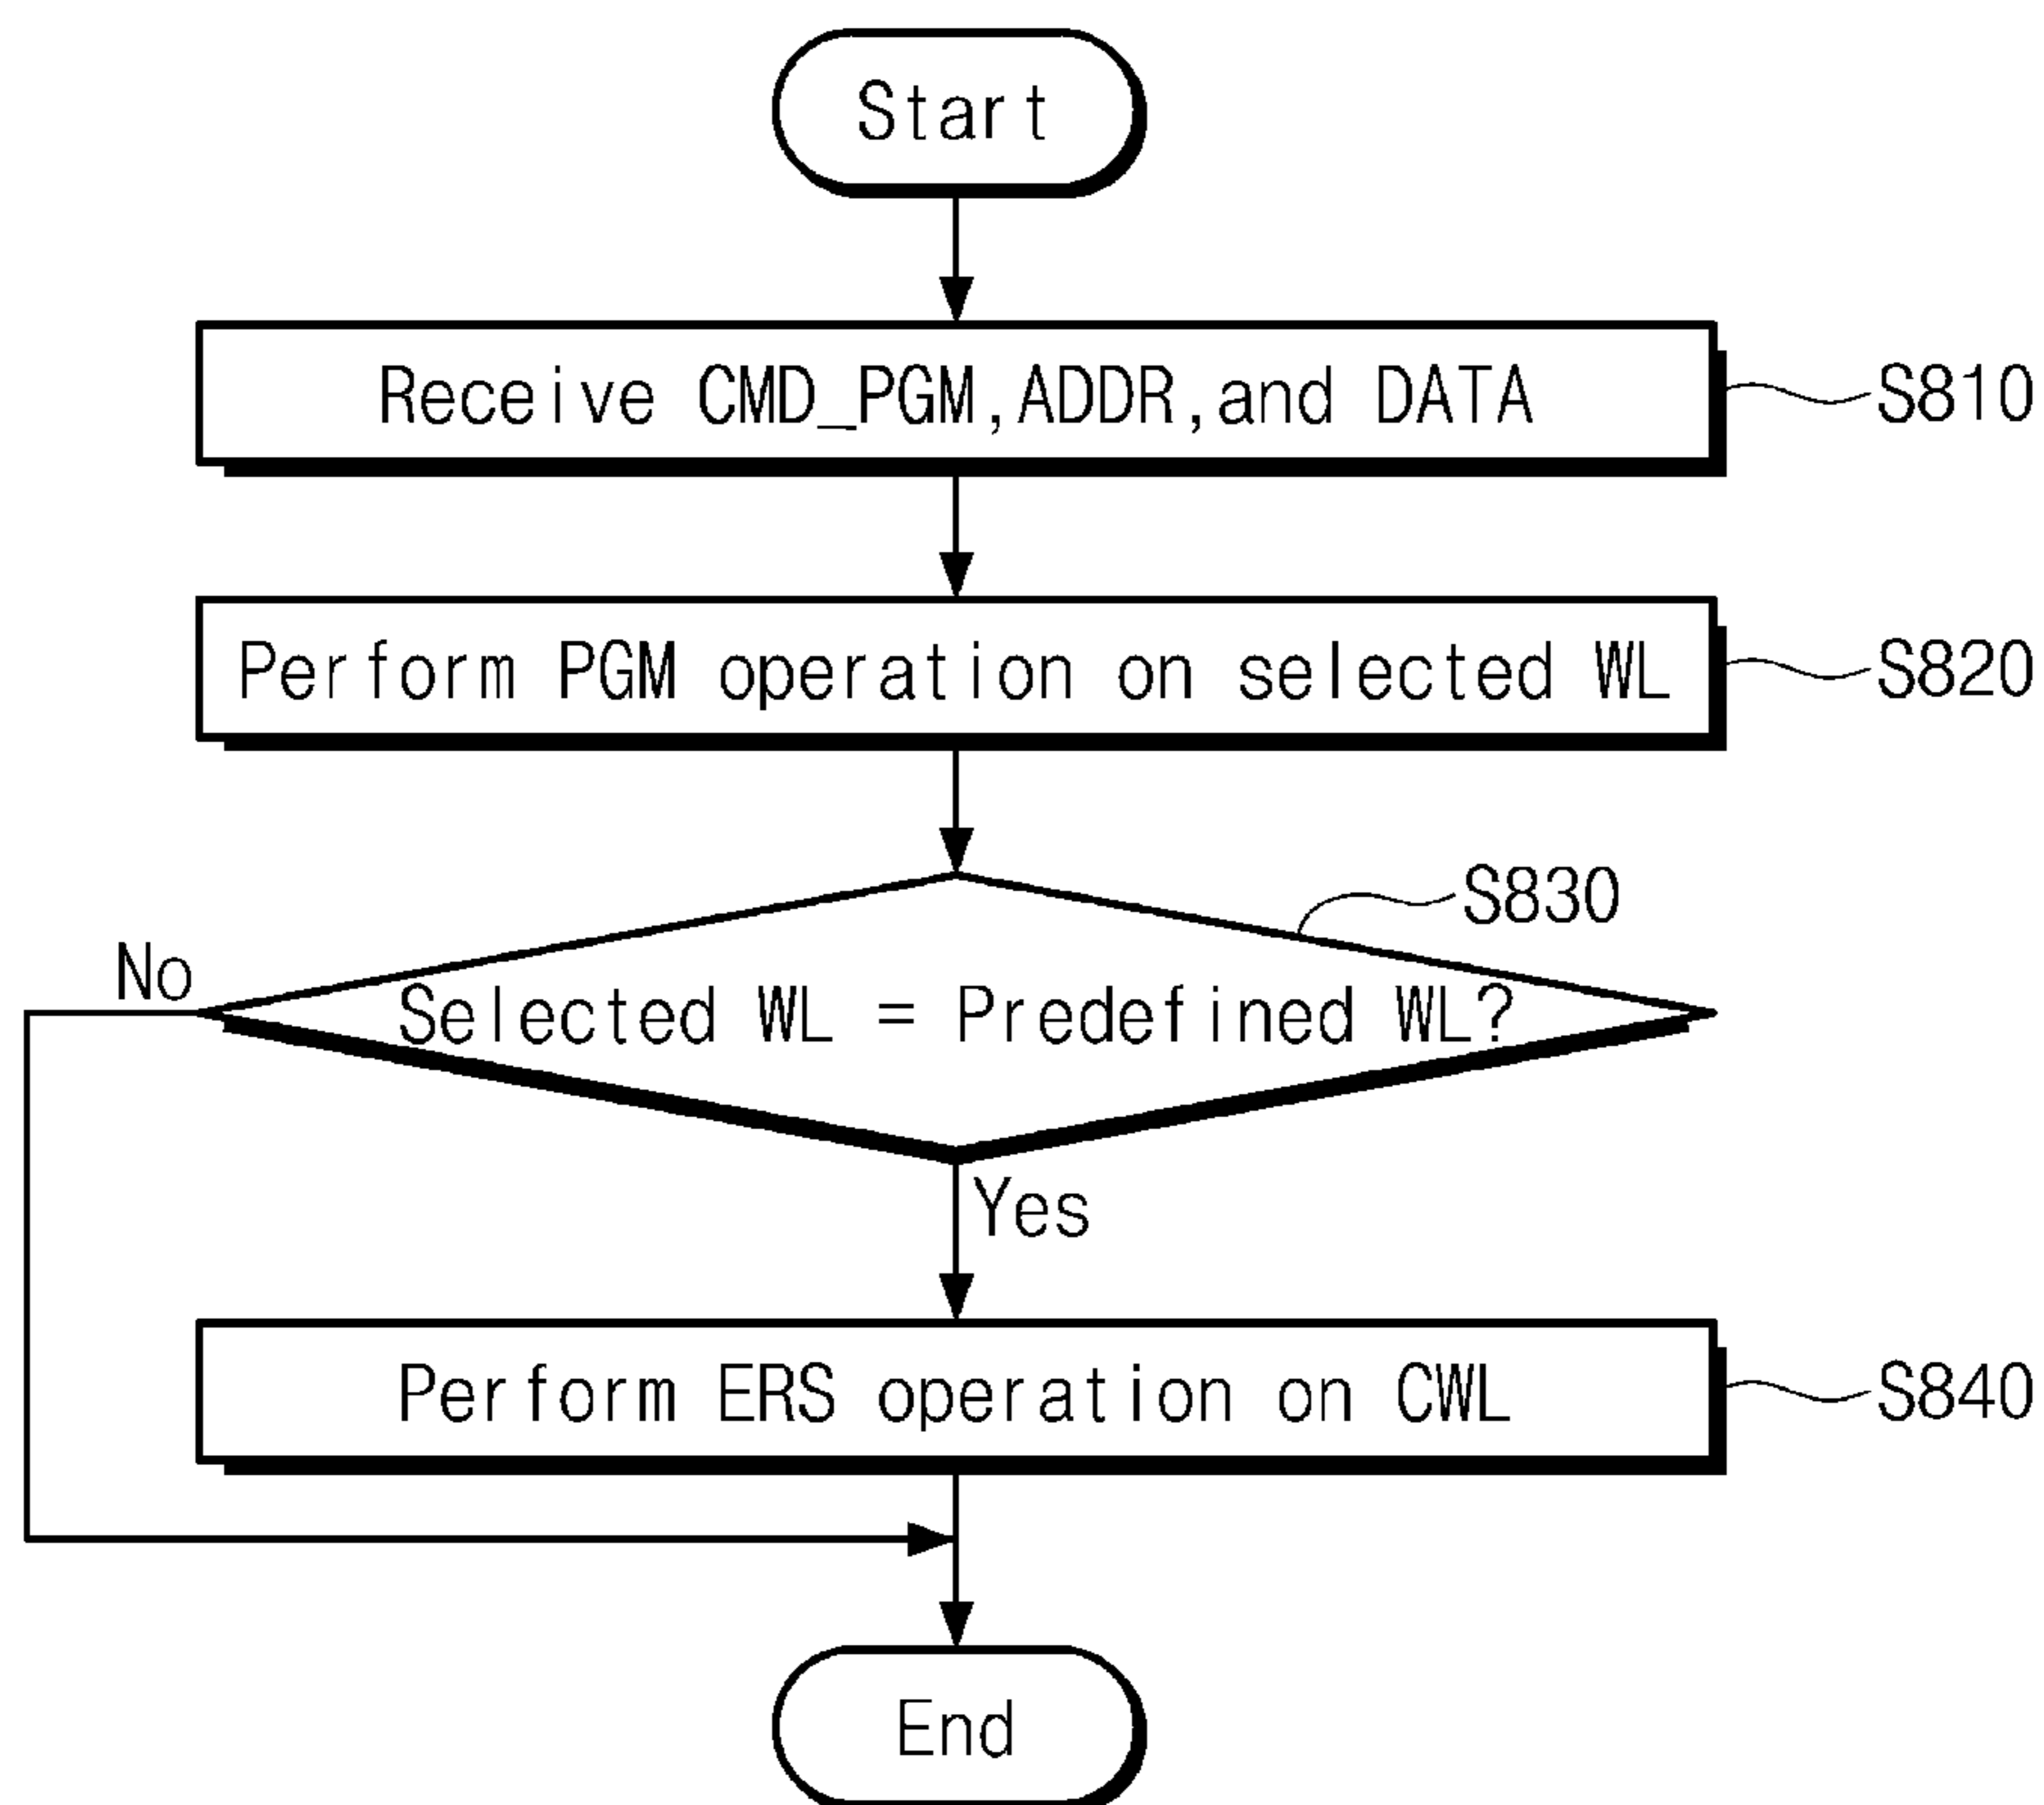 Start
Receive CMD_PGM,ADDR,and DATA
S810
Perform PGM operation on selected WL
S820
S830
No
Selected WL = Predefined WL?
Yes
Perform ERS operation on CWL
S840
End